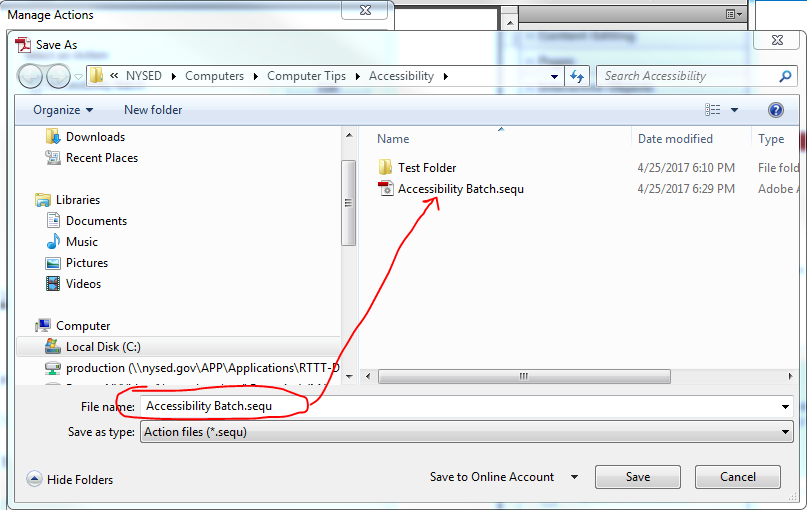 Manage Actions
Save As
« NYSED Computers Computer Tips Accessibility
Search Accessibility
Organize New folder
Downloads
Recent Places
Libraries
Documents
Music
Pictures
Videos
Computer
Local Disk (C:)
production (\\nysed.gov\APP\Applications\RTTT-D
Name Date modified Type
Test Folder 4/25/2017 6:10 PM File fold
Accessibility Batch.sequ 4/25/2017 6:29 PM Adobe A
File name: Accessibility Batch.sequ
Save as type: Action files (*.sequ)
Hide Folders
Save to Online Account Save Cancel